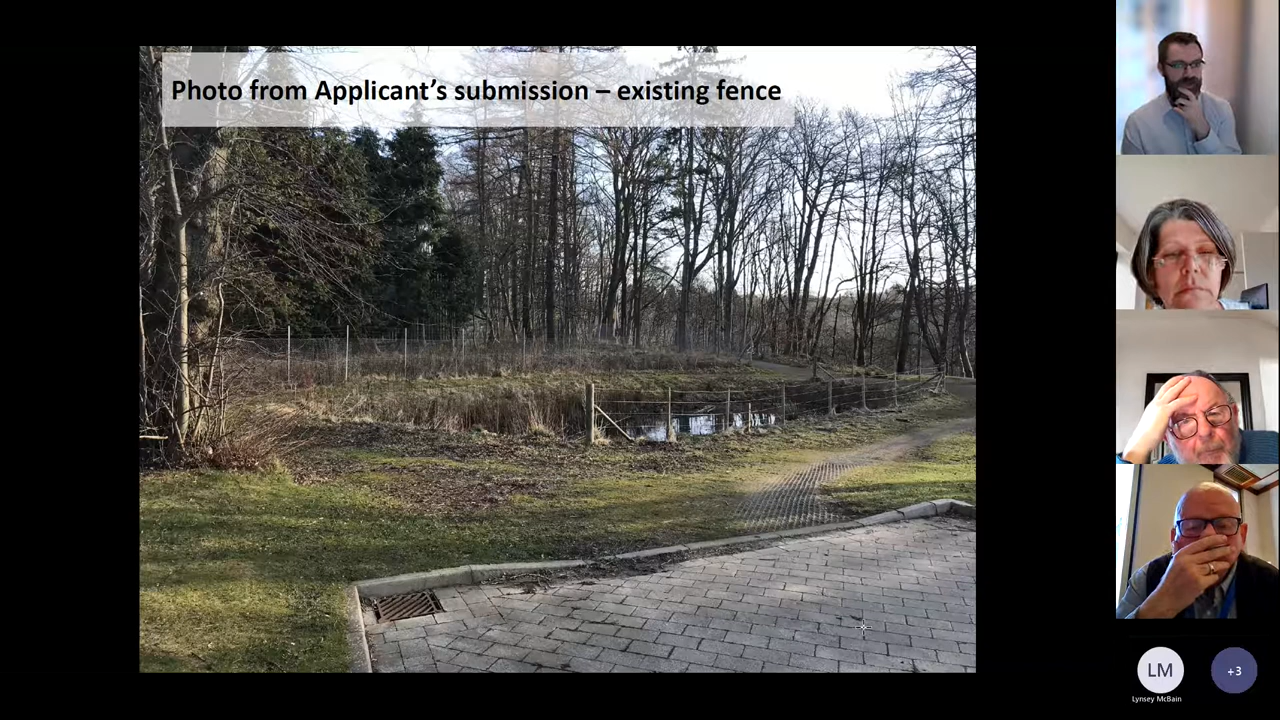 Photo from Applicant’s submission – existing fence
LM
+3
Lynsey McBain